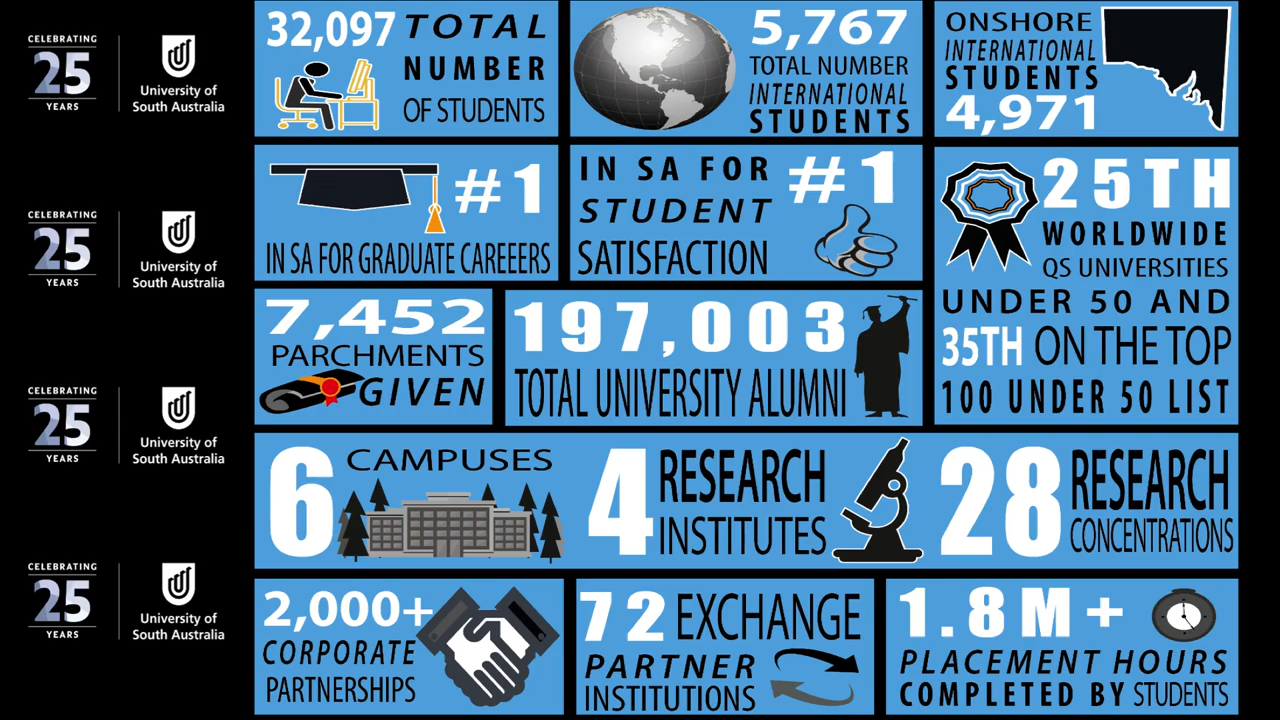 CELEBRATING
25
YEARS
University of
South Australia
CELEBRATING
25
YEARS
University of
South Australia
CELEBRATING
25
YEARS
University of
South Australia
CELEBRATING
25
YEARS
University of
South Australia
32,097 TOTAL
NUMBER
OF STUDENTS
5,767
TOTAL NUMBER
INTERNATIONAL
STUDENTS
ONSHORE
INTERNATIONAL
STUDENTS
4,971
#1
IN SA FOR GRADUATE CAREEERS
IN SA FOR #1
STUDENT
SATISFACTION
25TH
WORLDWIDE
QS UNIVERSITIES
UNDER 50 AND
35TH ON THE TOP
100 UNDER 50 LIST
7,452
PARCHMENTS
GIVEN
197,003
TOTAL UNIVERSITY ALUMNI
6 CAMPUSES
4 RESEARCH
INSTITUTES
28 RESEARCH
CONCENTRATIONS
2,000+
CORPORATE
PARTNERSHIPS
72 EXCHANGE
PARTNER
INSTITUTIONS
1.8M+
PLACEMENT HOURS
COMPLETED BY STUDENTS